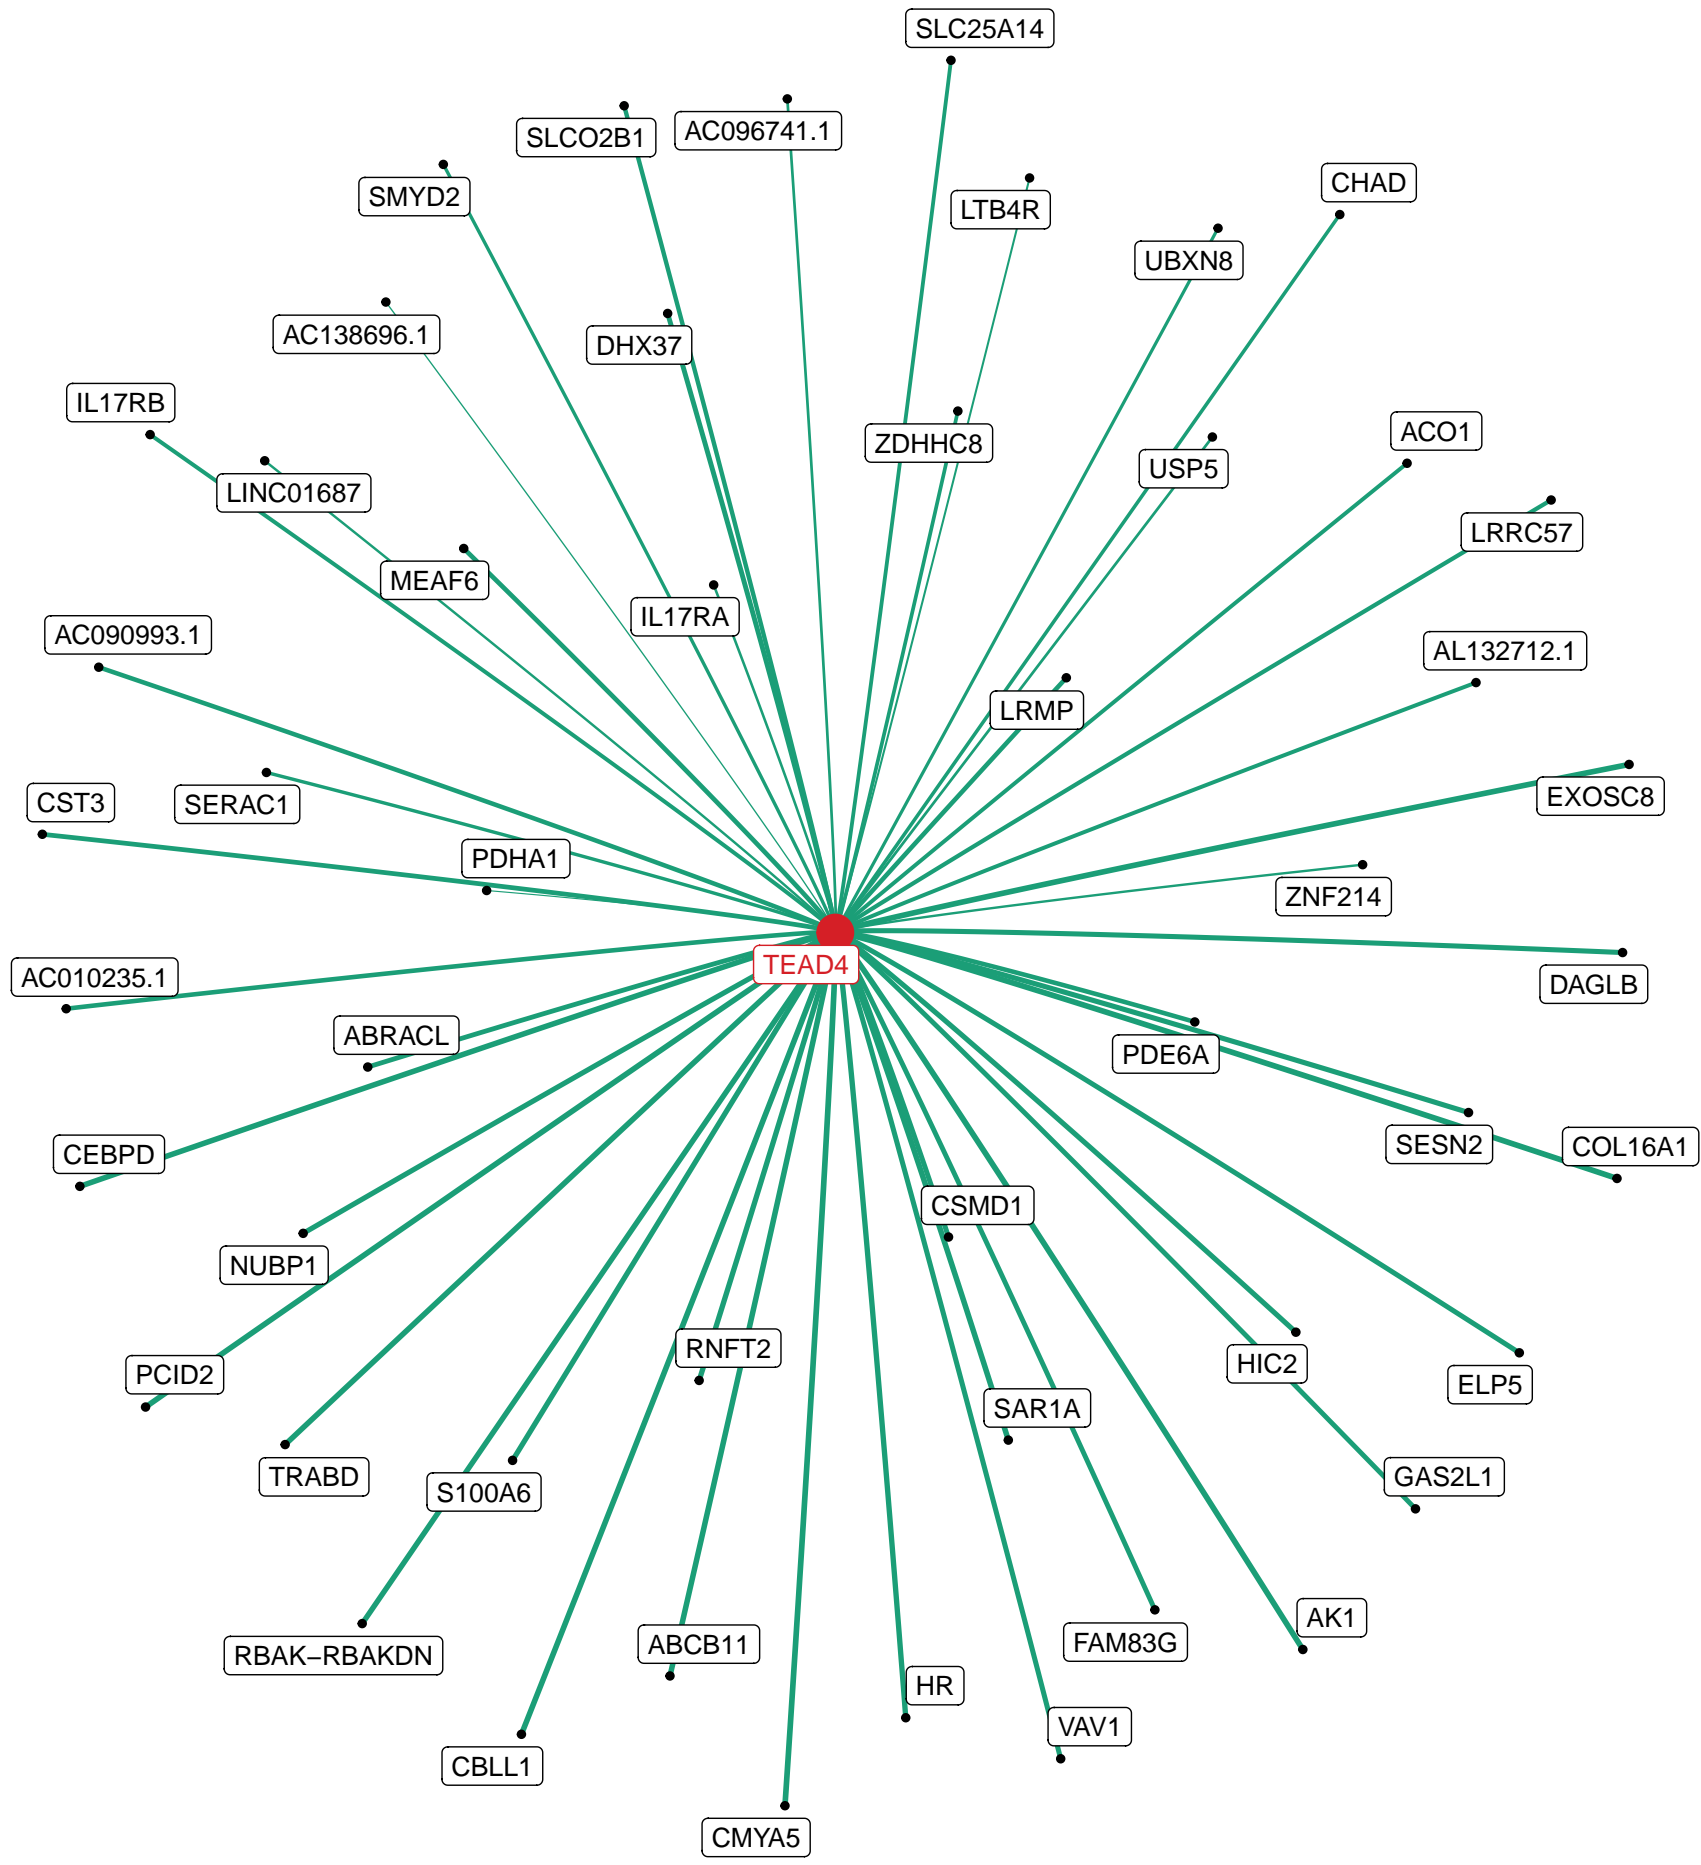 SLC25A14
SLCO2B1
AC096741.1
SMYD2
LTB4R
CHAD
UBXN8
AC138696.1
DHX37
IL17RB
ACO1
ZDHHC8
USP5
LINC01687
LRRC57
MEAF6
IL17RA
AC090993.1
AL132712.1
LRMP
CST3
SERAC1
EXOSC8
PDHA1
ZNF214
TEAD4
AC010235.1
DAGLB
ABRACL
PDE6A
CEBPD
SESN2
COL16A1
CSMD1
NUBP1
RNFT2
HIC2
PCID2
ELP5
SAR1A
TRABD
GAS2L1
S100A6
AK1
FAM83G
ABCB11
RBAK−RBAKDN
HR
VAV1
CBLL1
CMYA5